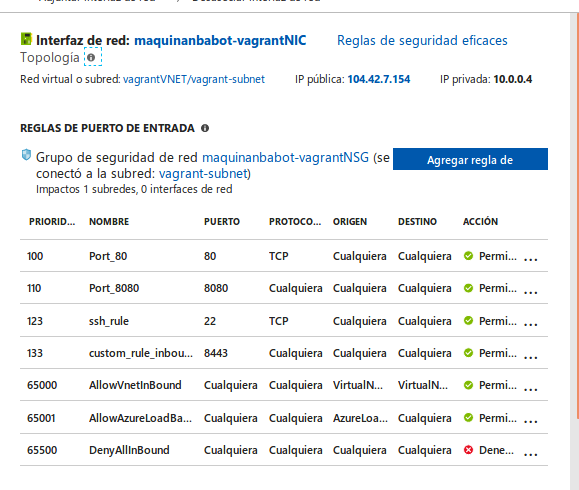 Interfaz de red: maquinanbabot-vagrantNIC Reglas de seguridad eficaces
Topología
Red virtual o subred: vagrantVNET/vagrant-subnet IP pública: 104.42.7.154 IP privada: 10.0.0.4
REGLAS DE PUERTO DE ENTRADA
Grupo de seguridad de red maquinanbabot-vagrantNSG (se
conectó a la subred: vagrant-subnet)
Impactos 1 subredes, 0 interfaces de red
Agregar regla de
PRIORID... NOMBRE PUERTO PROTOCO... ORIGEN DESTINO ACCIÓN
100 Port_80 80 TCP Cualquiera Cualquiera Permi... ...
110 Port_8080 8080 Cualquiera Cualquiera Cualquiera Permi... ...
123 ssh_rule 22 TCP Cualquiera Cualquiera Permi... ...
133 custom_rule_inbou... 8443 Cualquiera Cualquiera Cualquiera Permi... ...
65000 AllowVnetInBound Cualquiera Cualquiera VirtualN... VirtualN... Permi... ...
65001 AllowAzureLoadBa... Cualquiera Cualquiera AzureLoa... Cualquiera Permi... ...
65500 DenyAllInBound Cualquiera Cualquiera Cualquiera Cualquiera Dene... ...